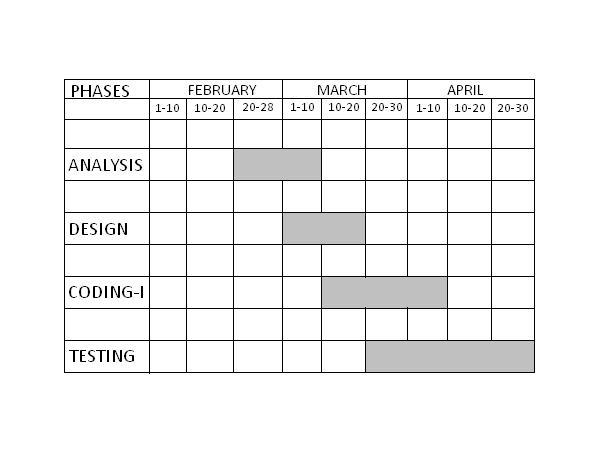 PHASES FEBRUARY MARCH APRIL
1-10 10-20 20-28 1-10 10-20 20-30 1-10 10-20 20-30
ANALYSIS
DESIGN
CODING-I
TESTING